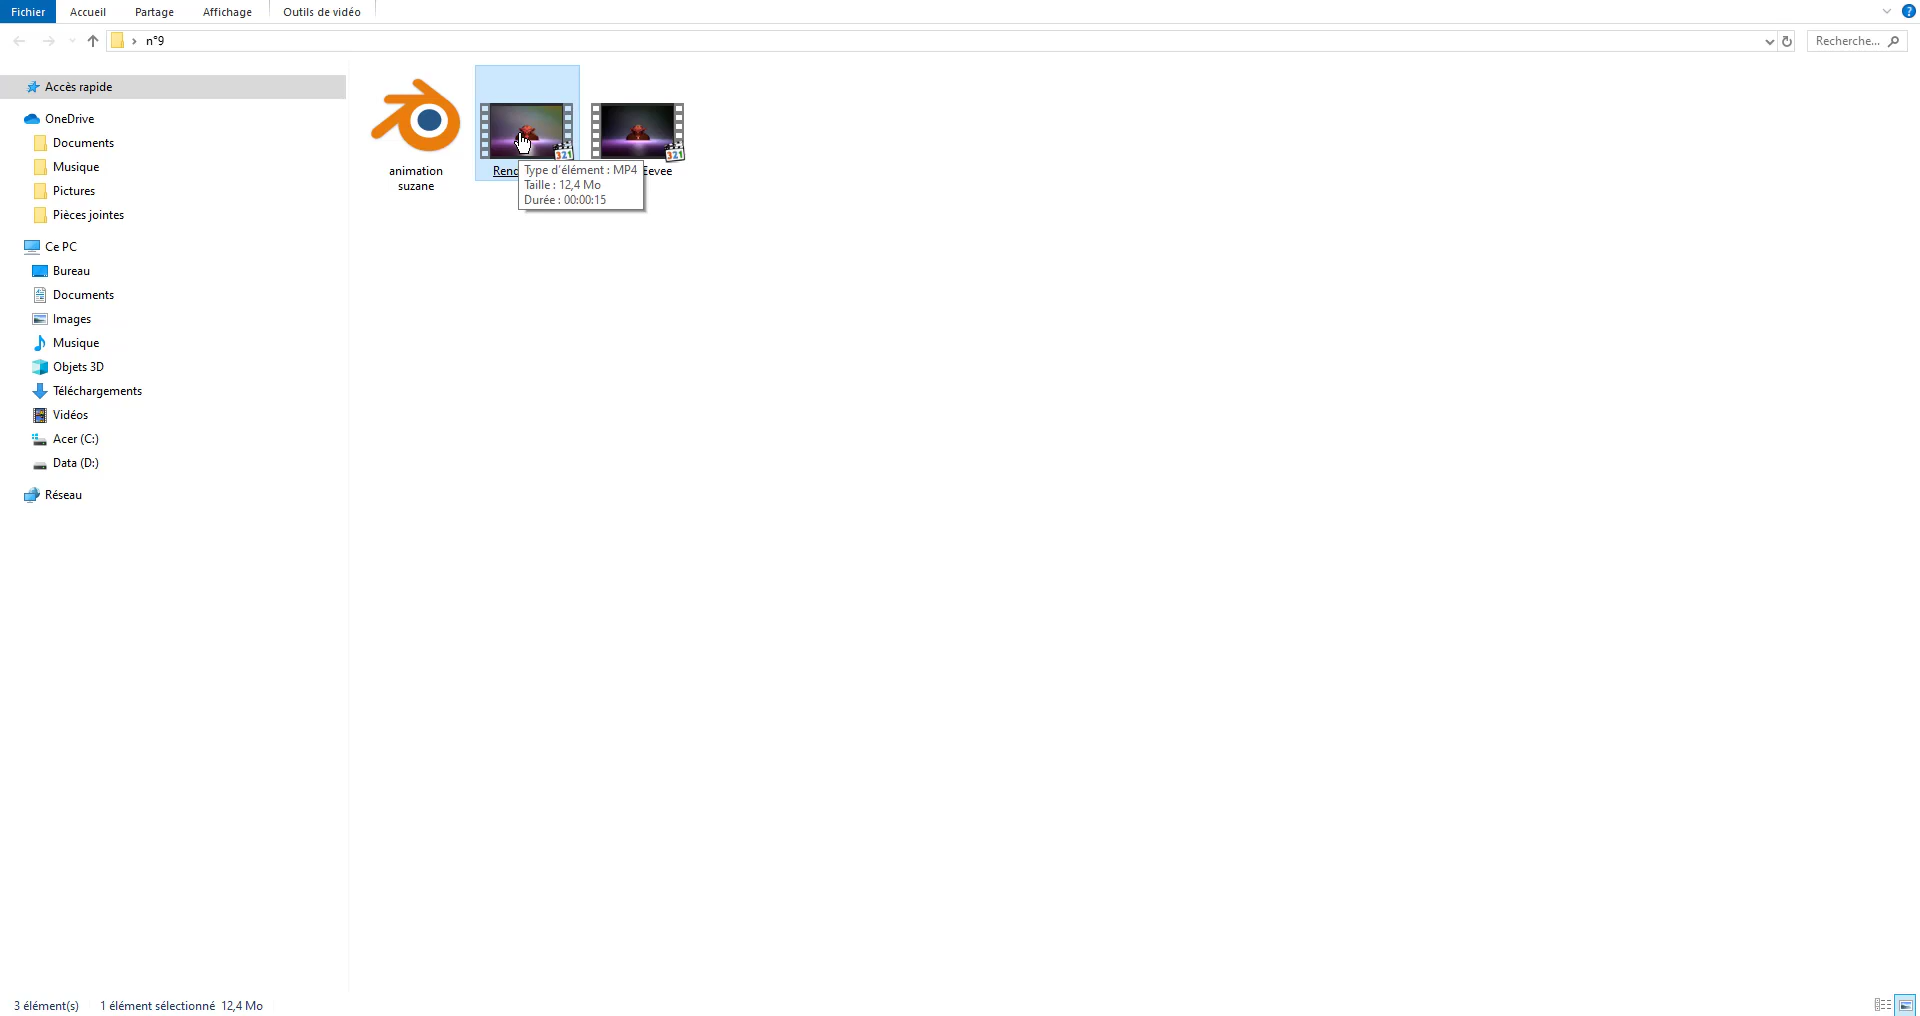 Fichier
Accueil
Partage
Affichage
Outils de vidéo
n°9
Recherche...
Accès rapide
OneDrive
Documents
Musique
Pictures
Pièces jointes
Ce PC
Bureau
Documents
Images
Musique
Objets 3D
Téléchargements
Vidéos
Acer (C:)
Data (D:)
Réseau
animation
suzane
Eevee
Type d'élément : MP4
Taille : 12,4 Mo
Durée : 00:00:15
321
321
3 élément(s)
1 élément sélectionné 12,4 Mo